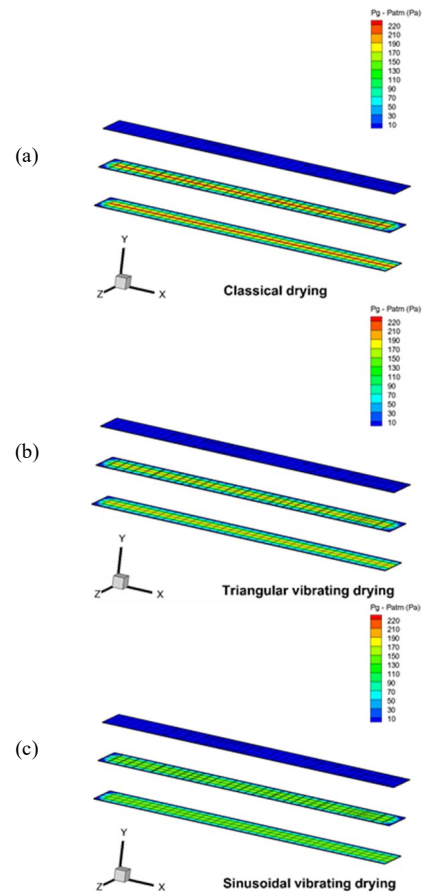 Pg - Patm (Pa)
220
210
190
170
150
130
110
90
70
50
30
10
(a)
Y
Z
X
Classical drying
Pg - Patm (Pa)
220
210
190
170
150
130
110
90
70
50
30
10
(b)
Y
Z
X
Triangular vibrating drying
Pg - Patm (Pa)
220
210
190
170
150
130
110
90
70
50
30
10
(c)
Y
Z
X
Sinusoidal vibrating drying